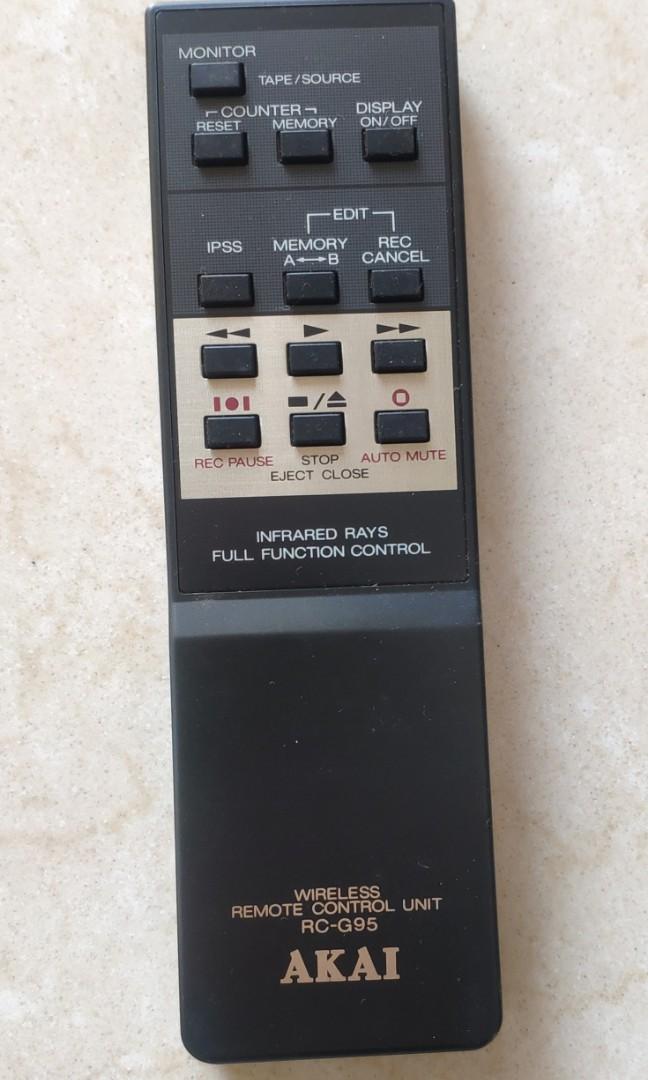 MONITOR
TAPE/SOURCE
COUNTER DISPLAY
RESET MEMORY ON/OFF
EDIT
IPSS MEMORY REC
A↔B CANCEL
REC PAUSE STOP AUTO MUTE
EJECT CLOSE
INFRARED RAYS
FULL FUNCTION CONTROL
WIRELESS
REMOTE CONTROL UNIT
RC-G95
AKAI